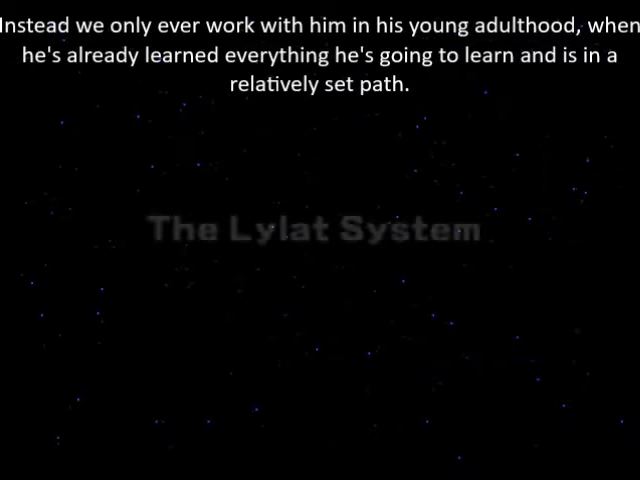 Instead we only ever work with him in his young adulthood, when
he's already learned everything he's going to learn and is in a
relatively set path.
The Lylat System